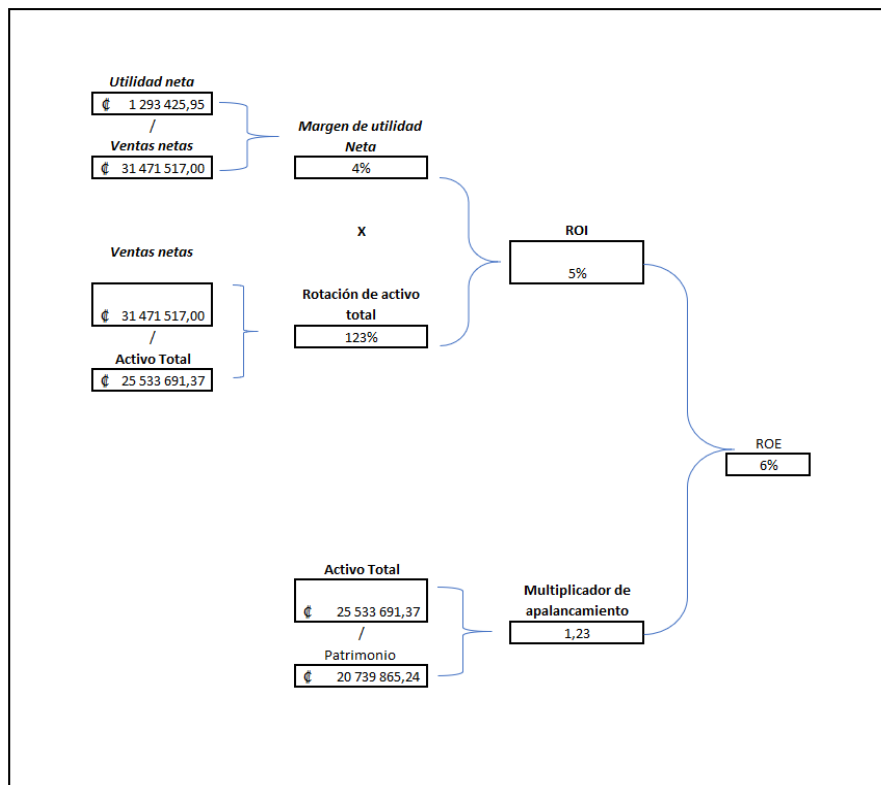 Utilidad neta
₡ 1 293 425,95
/
Ventas netas
₡ 31 471 517,00
Margen de utilidad
Neta
4%
X
Ventas netas
₡ 31 471 517,00
/
Activo Total
₡ 25 533 691,37
Rotación de activo
total
123%
ROI
5%
ROE
6%
Activo Total
₡ 25 533 691,37
/
Patrimonio
₡ 20 739 865,24
Multiplicador de
apalancamiento
1,23